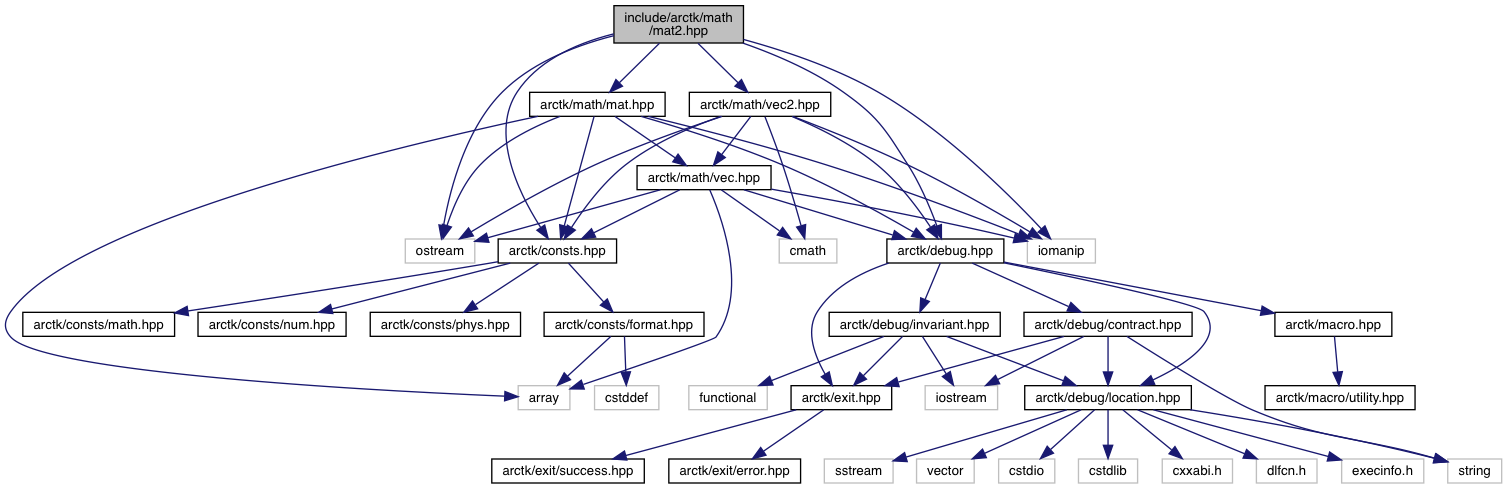 include/arctk/math
/mat2.hpp
arctk/math/mat.hpp
arctk/math/vec2.hpp
arctk/math/vec.hpp
ostream
arctk/consts.hpp
cmath
arctk/debug.hpp
iomanip
arctk/consts/math.hpp
arctk/consts/num.hpp
arctk/consts/phys.hpp
arctk/consts/format.hpp
arctk/debug/invariant.hpp
arctk/debug/contract.hpp
arctk/macro.hpp
array
cstddef
functional
arctk/exit.hpp
iostream
arctk/debug/location.hpp
arctk/macro/utility.hpp
arctk/exit/success.hpp
arctk/exit/error.hpp
sstream
vector
cstdio
cstdlib
cxxabi.h
dlfcn.h
execinfo.h
string